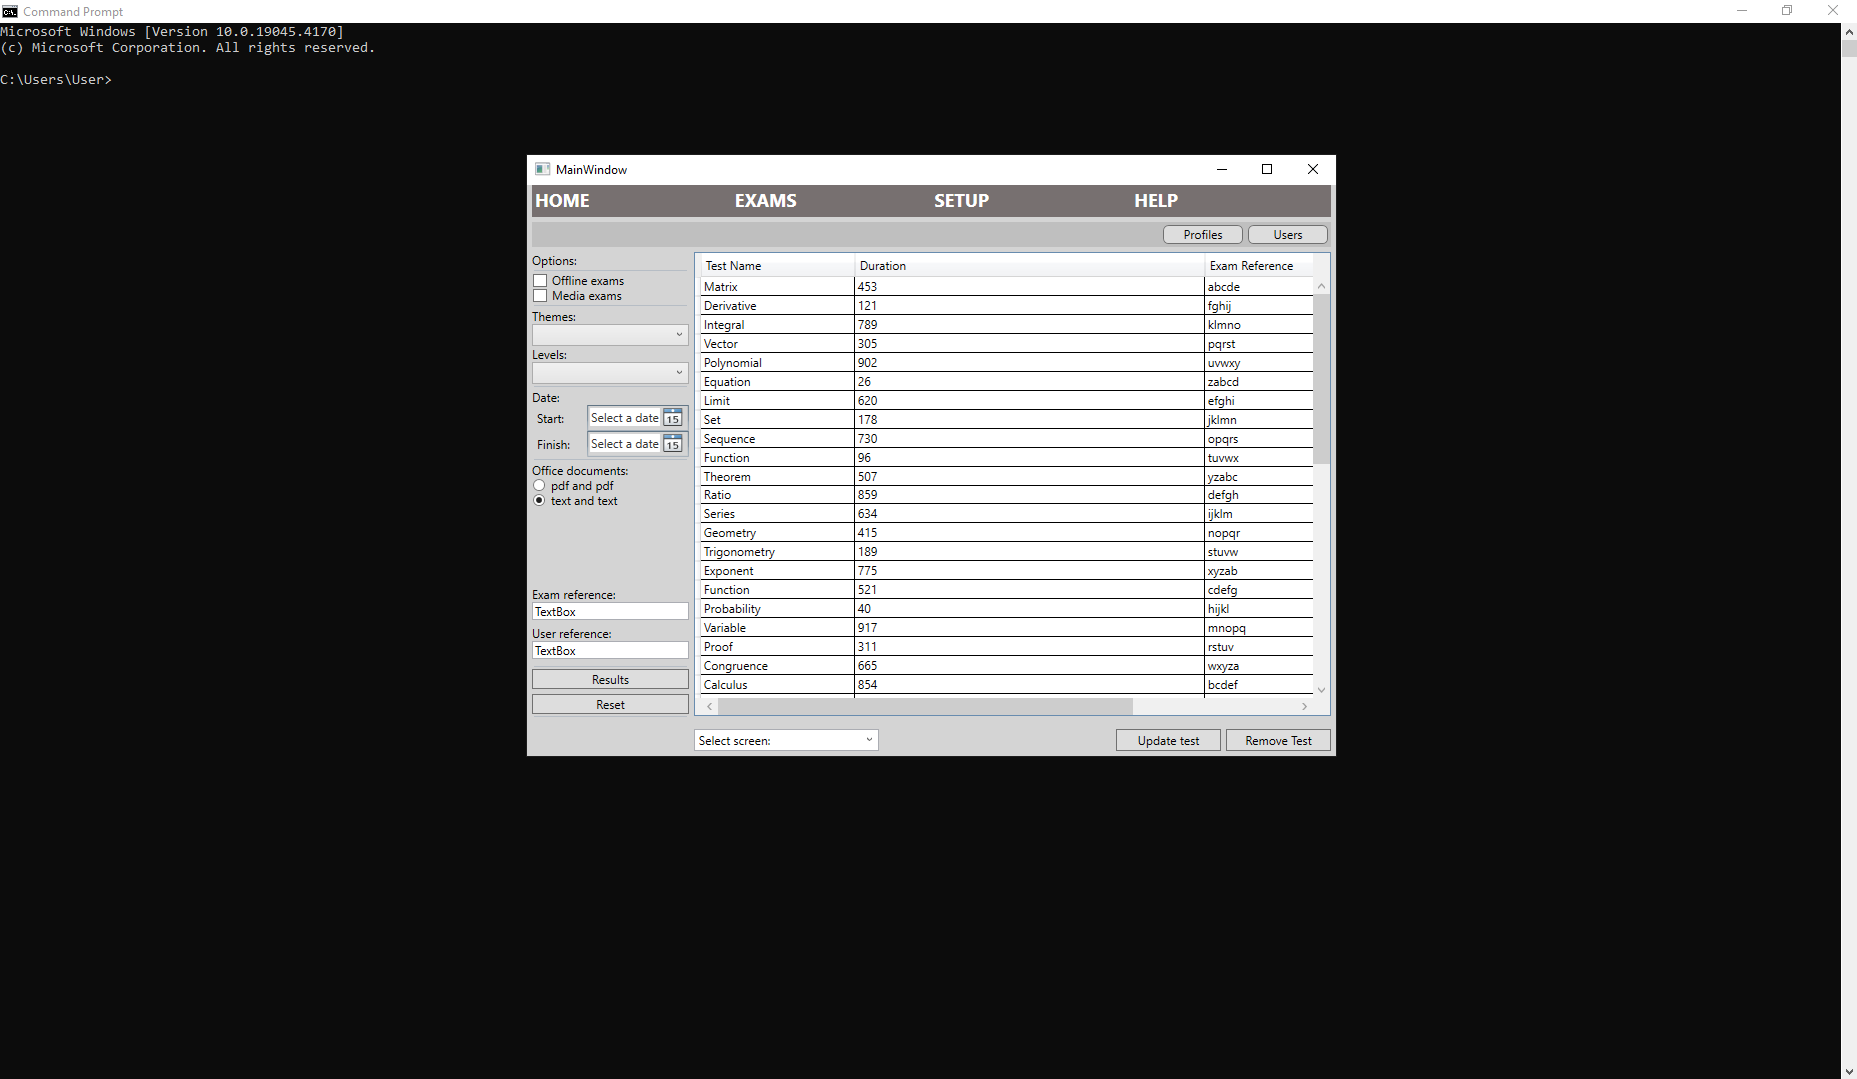 Command Prompt
Microsoft Windows [Version 10.0.19045.4170]
(c) Microsoft Corporation. All rights reserved.
C:\Users\User>
MainWindow
HOME EXAMS SETUP HELP
Profiles Users
Options:
Offline exams
Media exams
Themes:
Levels:
Date:
Start: Select a date 15
Finish: Select a date 15
Office documents:
pdf and pdf
text and text
Exam reference:
TextBox
User reference:
TextBox
Results
Reset
Test Name Duration Exam Reference
Matrix 453 abcde
Derivative 121 fghij
Integral 789 klmno
Vector 305 pqrst
Polynomial 902 uvwxy
Equation 26 zabcd
Limit 620 efghi
Set 178 jklmn
Sequence 730 opqrs
Function 96 tuvwx
Theorem 507 yzabc
Ratio 859 defgh
Series 634 ijklm
Geometry 415 nopqr
Trigonometry 189 stuvw
Exponent 775 xyzab
Function 521 cdefg
Probability 40 hijkl
Variable 917 mnopq
Proof 311 rstuv
Congruence 665 wxyza
Calculus 854 bcdef
Select screen: Update test Remove Test